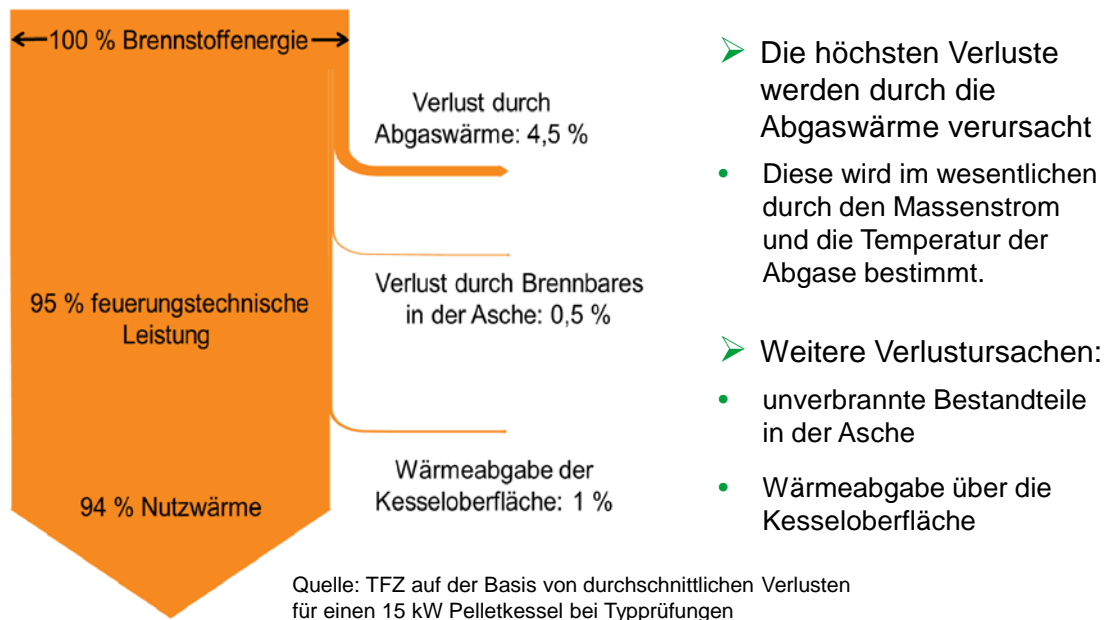 100 % Brennstoffenergie
Verlust durch
Abgaswärme: 4,5 %
Verlust durch Brennbares
in der Asche: 0,5 %
95 % feuerungstechnische
Leistung
Wärmeabgabe der
Kesseloberfläche: 1 %
94 % Nutzwärme
Die höchsten Verluste
werden durch die
Abgaswärme verursacht
Diese wird im wesentlichen
durch den Massenstrom
und die Temperatur der
Abgase bestimmt.
Weitere Verlustursachen:
unverbrannte Bestandteile
in der Asche
Wärmeabgabe über die
Kesseloberfläche
Quelle: TFZ auf der Basis von durchschnittlichen Verlusten
für einen 15 kW Pelletkessel bei Typprüfungen